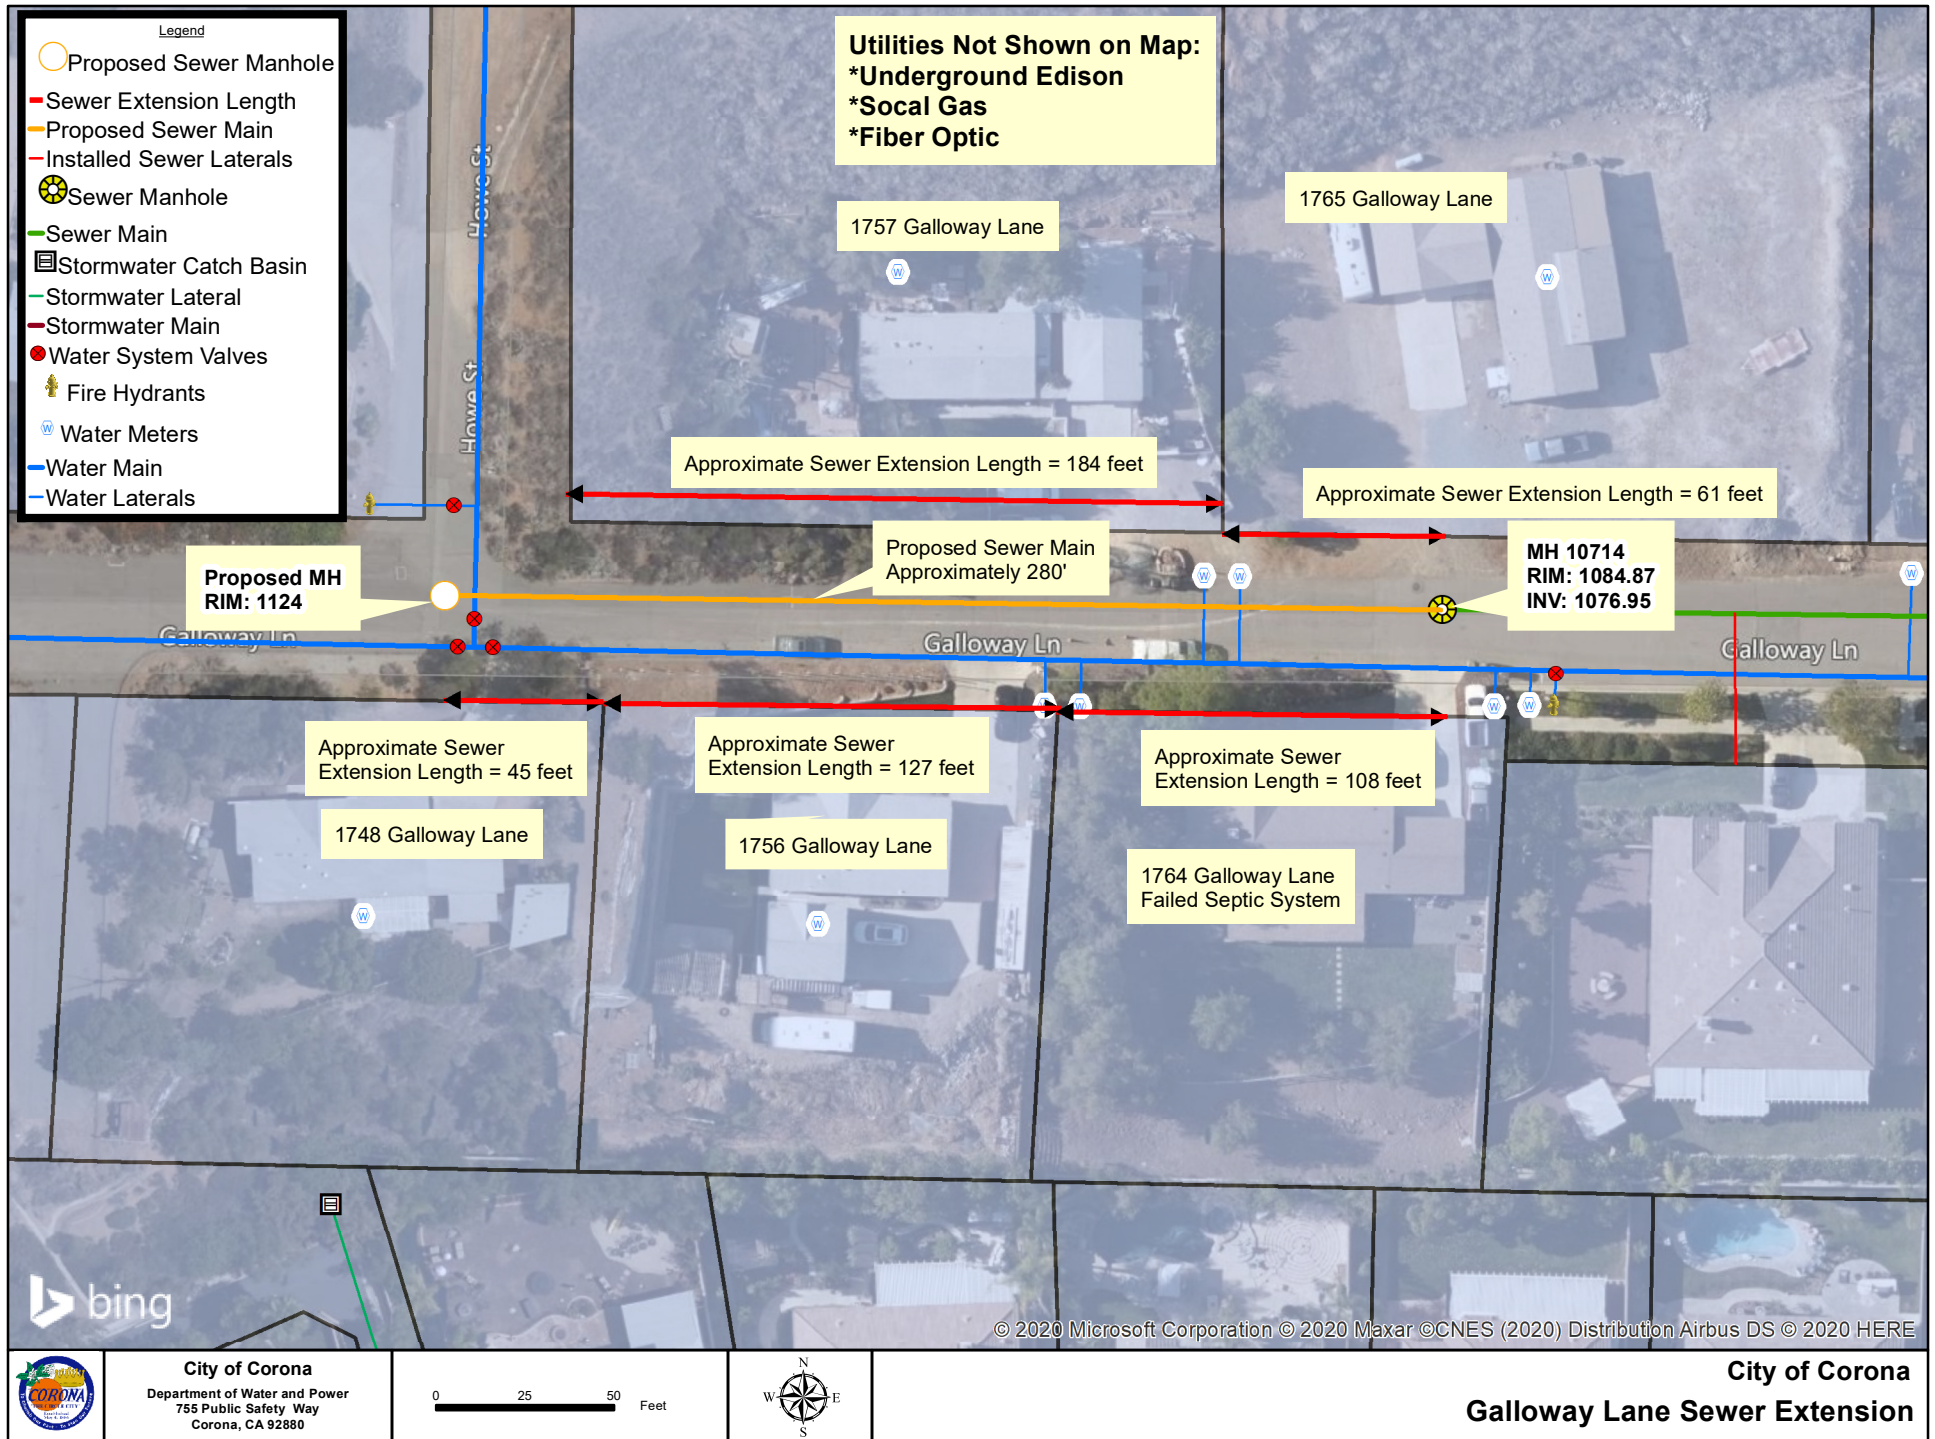 Legend
Proposed Sewer Manhole
Sewer Extension Length
Proposed Sewer Main
Installed Sewer Laterals
Sewer Manhole
Sewer Main
Stormwater Catch Basin
Stormwater Lateral
Stormwater Main
Water System Valves
Fire Hydrants
Water Meters
Water Main
Water Laterals
Utilities Not Shown on Map:
*Underground Edison
*Socal Gas
*Fiber Optic
Howe St
Howe St
1757 Galloway Lane
1765 Galloway Lane
Approximate Sewer Extension Length = 184 feet
Approximate Sewer Extension Length = 61 feet
Proposed Sewer Main
Approximately 280'
Proposed MH
RIM: 1124
MH 10714
RIM: 1084.87
INV: 1076.95
Galloway Ln
Galloway Ln
Galloway Ln
Approximate Sewer
Extension Length = 45 feet
Approximate Sewer
Extension Length = 127 feet
Approximate Sewer
Extension Length = 108 feet
1748 Galloway Lane
1756 Galloway Lane
1764 Galloway Lane
Failed Septic System
bing
© 2020 Microsoft Corporation © 2020 Maxar ©CNES (2020) Distribution Airbus DS © 2020 HERE
CORONA
City of Corona
Department of Water and Power
755 Public Safety Way
Corona, CA 92880
0 25 50
Feet
N
W E
S
City of Corona
Galloway Lane Sewer Extension